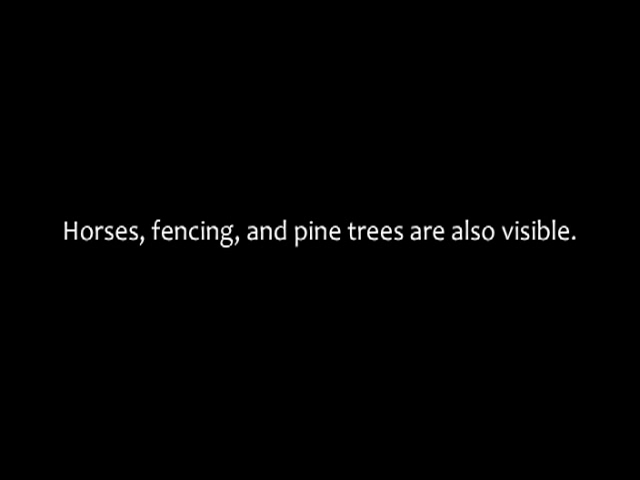 Horses, fencing, and pine trees are also visible.